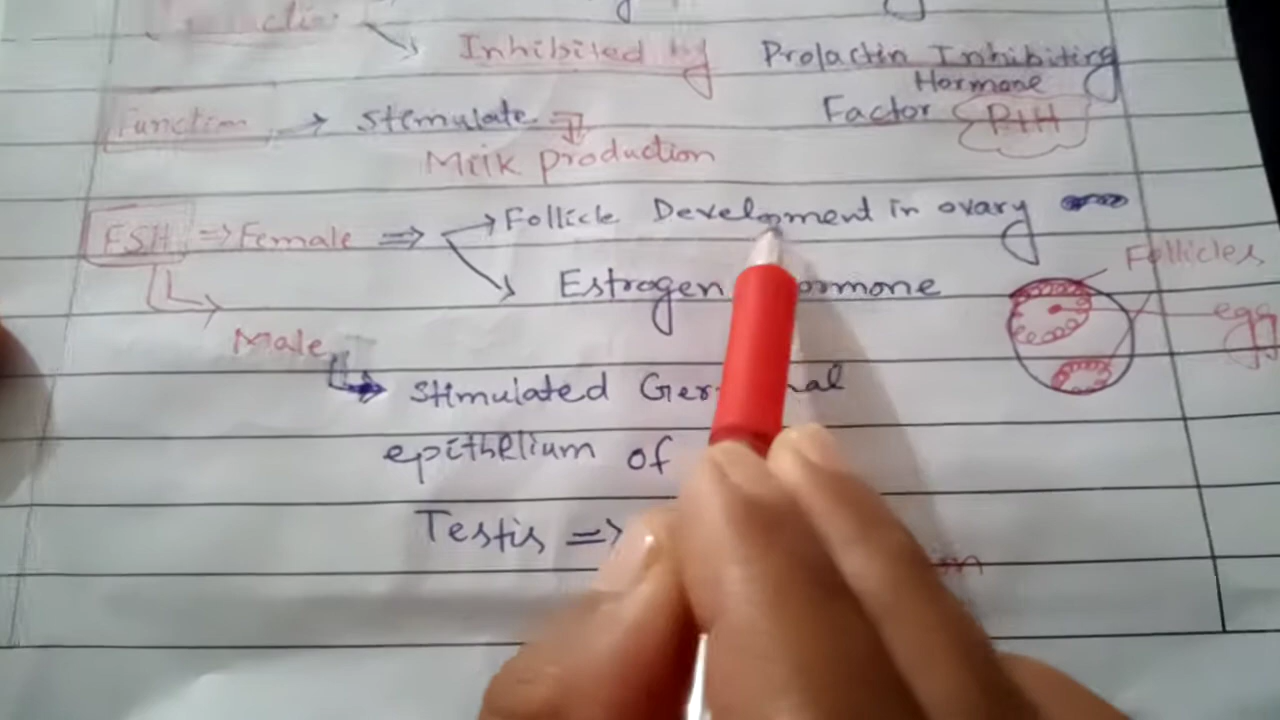 Inhibited by Prolactin Inhibiting
Hormone
Function → Stimulate Factor PIH
Milk production
FSH ⇒ Female ⇒ → Follicle Development in ovary
Follicles
→ Estrogen
egg
Male
Stimulated
epithelium of
Testis ⇒